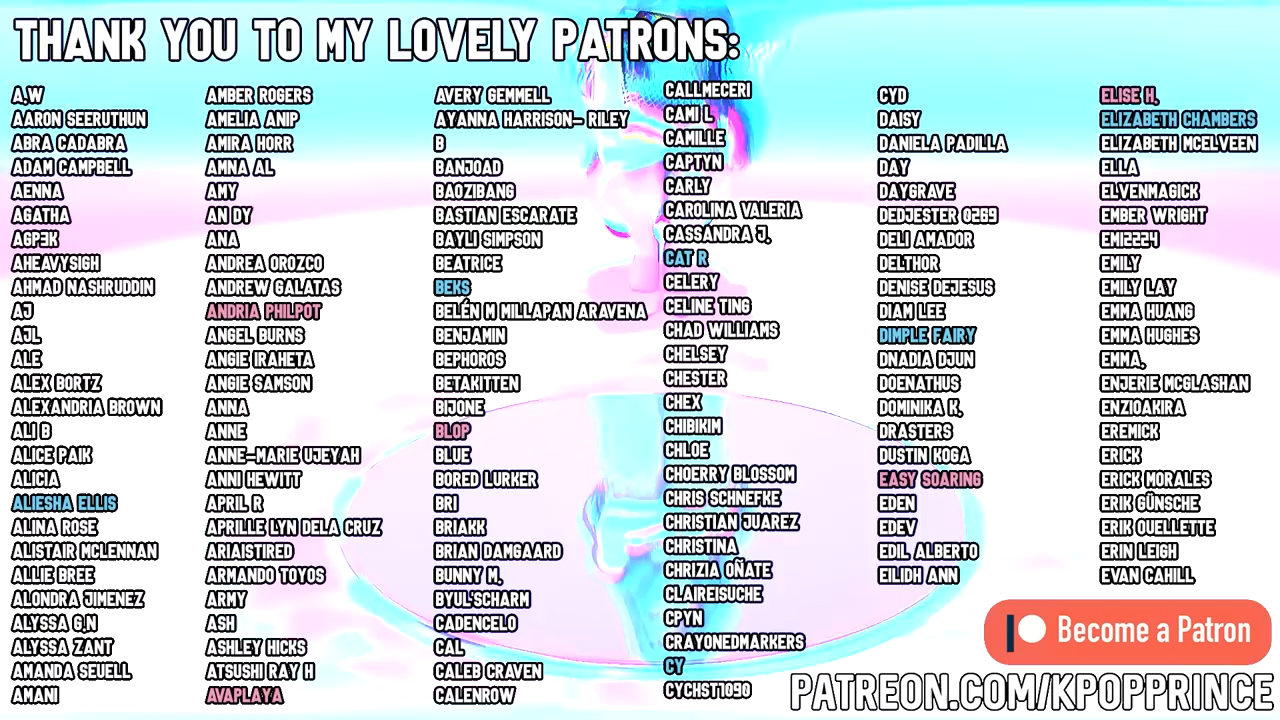 THANK YOU TO MY LOVELY PATRONS:
A.W
AARON SEERUTHUN
ABRA CADABRA
ADAM CAMPBELL
AENNA
AGATHA
AGP3K
AHEAVYSIGH
AHMAD NASHRUDDIN
AJ
AJL
ALE
ALEX BORTZ
ALEXANDRIA BROWN
ALI B
ALICE PAIK
ALICIA
ALIESHA ELLIS
ALINA ROSE
ALISTAIR MCLENNAN
ALLIE BREE
ALONDRA JIMENEZ
ALYSSA G.N
ALYSSA ZANT
AMANDA SEUELL
AMANI
AMBER ROGERS
AMELIA ANIP
AMIRA HORR
AMNA AL
AMY
AN DY
ANA
ANDREA OROZCO
ANDREW GALATAS
ANDRIA PHILPOT
ANGEL BURNS
ANGIE IRAHETA
ANGIE SAMSON
ANNA
ANNE
ANNE-MARIE UJEYAH
ANNI HEWITT
APRIL R
APRILLE LYN DELA CRUZ
ARIAISTIRED
ARMANDO TOYOS
ARMY
ASH
ASHLEY HICKS
ATSUSHI RAY H
AVAPLAYA
AVERY GEMMELL
AYANNA HARRISON- RILEY
B
BANJOAD
BAOZIBANG
BASTIAN ESCARATE
BAYLI SIMPSON
BEATRICE
BEKS
BELÉN M MILLAPAN ARAVENA
BENJAMIN
BEPHOROS
BETAKITTEN
BIJONE
BLOP
BLUE
BORED LURKER
BRI
BRIAKK
BRIAN DAMGAARD
BUNNY M.
BYUL'SCHARM
CADENCELO
CAL
CALEB CRAVEN
CALENROW
CALLMECERI
CAMI L
CAMILLE
CAPTYN
CARLY
CAROLINA VALERIA
CASSANDRA J.
CAT R
CELERY
CELINE TING
CHAD WILLIAMS
CHELSEY
CHESTER
CHEX
CHIBIKIM
CHLOE
CHOERRY BLOSSOM
CHRIS SCHNEFKE
CHRISTIAN JUAREZ
CHRISTINA
CHRIZIA OÑATE
CLAIREISUCHE
CPYN
CRAYONEDMARKERS
CY
CYCHST1090
CYD
DAISY
DANIELA PADILLA
DAY
DAYGRAVE
DEDJESTER 0269
DELI AMADOR
DELTHOR
DENISE DEJESUS
DIAM LEE
DIMPLE FAIRY
DNADIA DJUN
DOENATHUS
DOMINIKA K.
DRASTERS
DUSTIN KOGA
EASY SOARING
EDEN
EDEV
EDIL ALBERTO
EILIDH ANN
ELISE H.
ELIZABETH CHAMBERS
ELIZABETH MCELVEEN
ELLA
ELVENMAGICK
EMBER WRIGHT
EMI2224
EMILY
EMILY LAY
EMMA HUANG
EMMA HUGHES
EMMA.
ENJERIE MCGLASHAN
ENZIOAKIRA
EREMICK
ERICK
ERICK MORALES
ERIK GÜNSCHE
ERIK OUELLETTE
ERIN LEIGH
EVAN CAHILL
Become a Patron
PATREON.COM/KPOPPRINCE